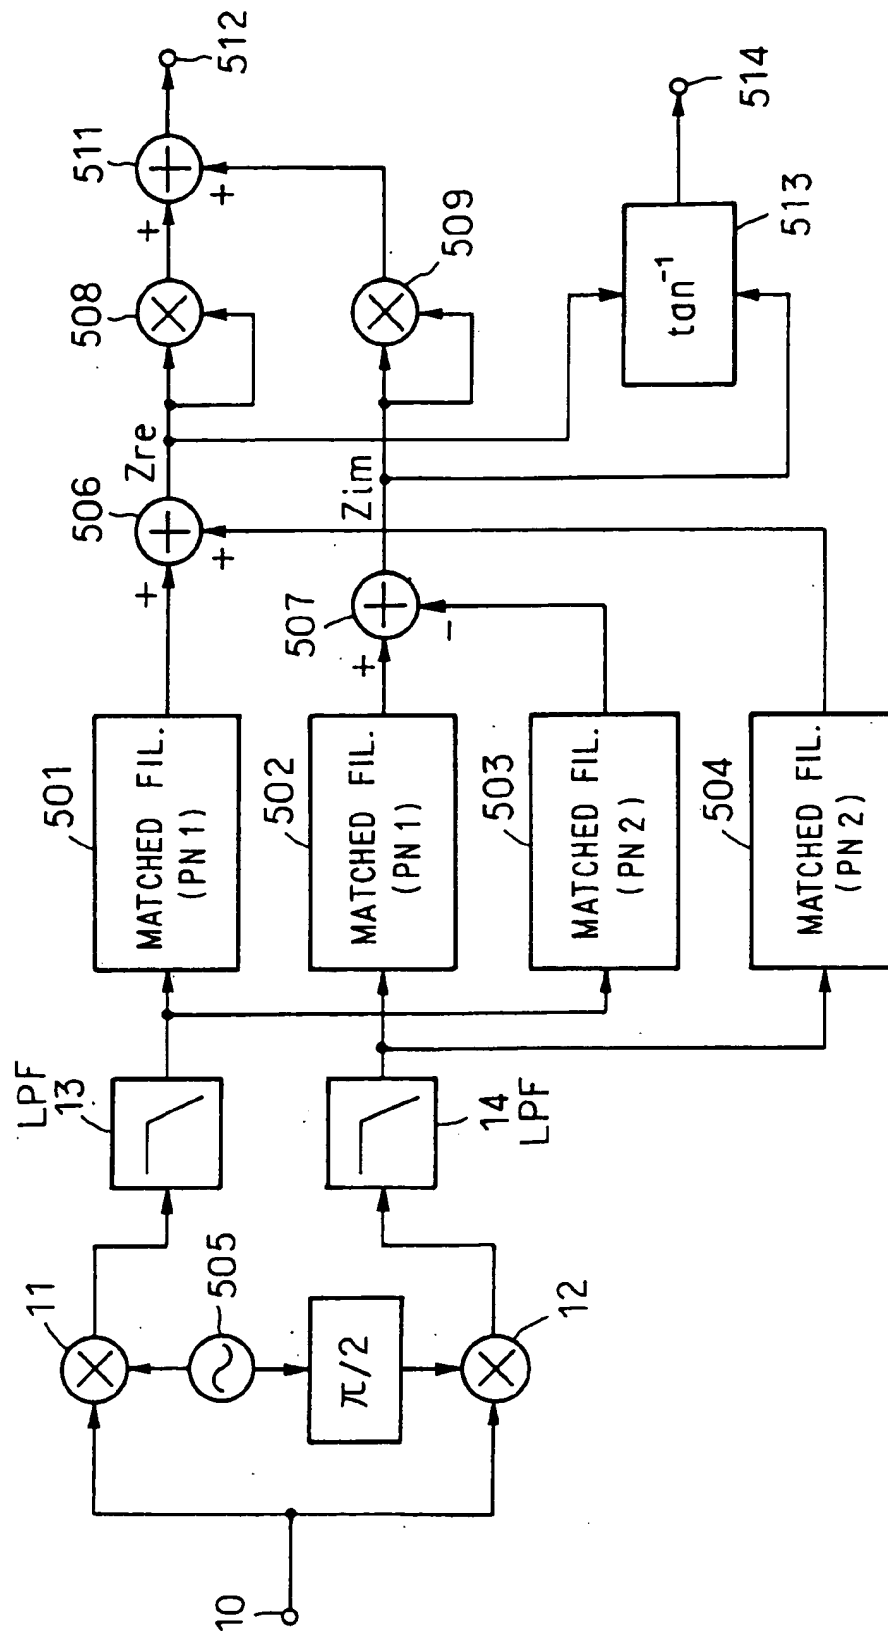 10
11
505
π/2
12
LPF
13
14
LPF
501
MATCHED FIL.
(PN1)
502
MATCHED FIL.
(PN1)
503
MATCHED FIL.
(PN2)
504
MATCHED FIL.
(PN2)
506
+
+
507
+
-
Zre
Zim
508
509
511
+
+
512
tan⁻¹
513
514